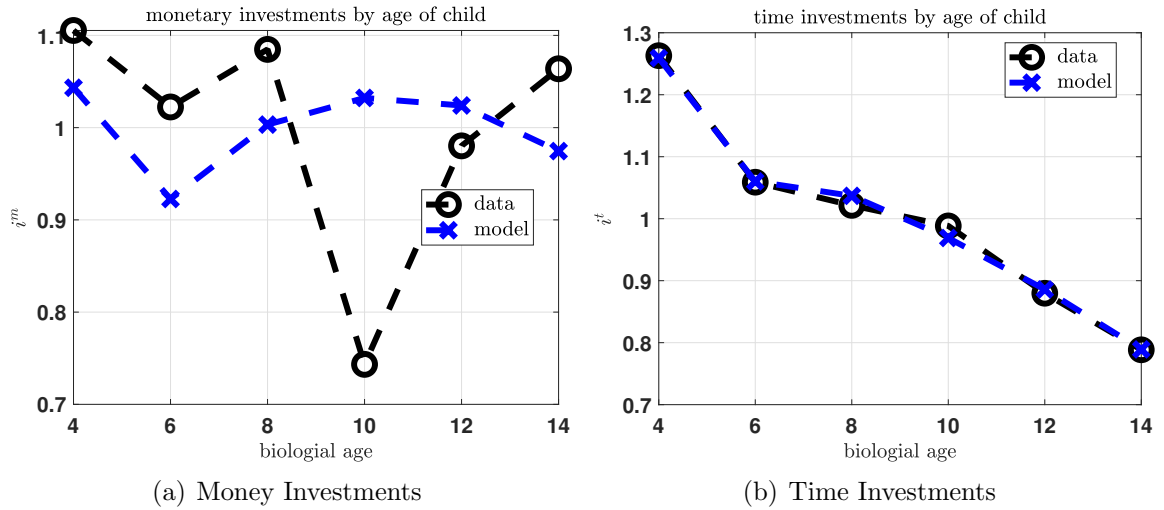 monetary investments by age of child
1.1
1
0.9
0.8
0.7
i^m
data
model
4 6 8 10 12 14
biologial age
(a) Money Investments
time investments by age of child
1.3
1.2
1.1
1
0.9
0.8
0.7
i^t
data
model
4 6 8 10 12 14
biologial age
(b) Time Investments